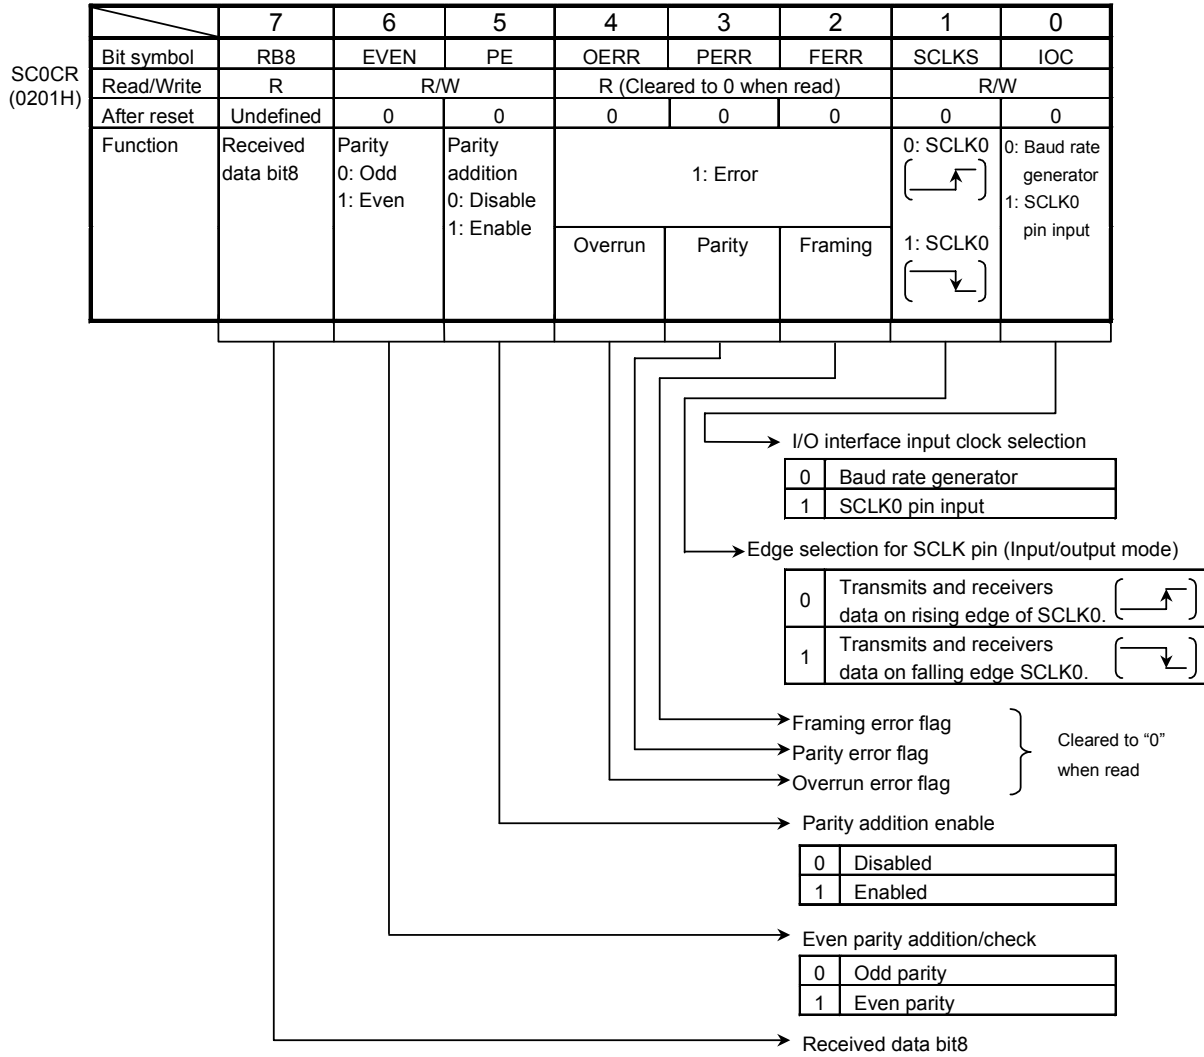 7 6 5 4 3 2 1 0
Bit symbol RB8 EVEN PE OERR PERR FERR SCLKS IOC
SC0CR
(0201H)
Read/Write R R/W R (Cleared to 0 when read) R/W
After reset Undefined 0 0 0 0 0 0 0
Function
Received
data bit8
Parity
0: Odd
1: Even
Parity
addition
0: Disable
1: Enable
1: Error
Overrun Parity Framing
0: SCLK0
1: SCLK0
0: Baud rate
generator
1: SCLK0
pin input
I/O interface input clock selection
0 Baud rate generator
1 SCLK0 pin input
Edge selection for SCLK pin (Input/output mode)
0 Transmits and receivers
data on rising edge of SCLK0.
1 Transmits and receivers
data on falling edge SCLK0.
Framing error flag
Parity error flag
Overrun error flag
Cleared to “0”
when read
Parity addition enable
0 Disabled
1 Enabled
Even parity addition/check
0 Odd parity
1 Even parity
Received data bit8